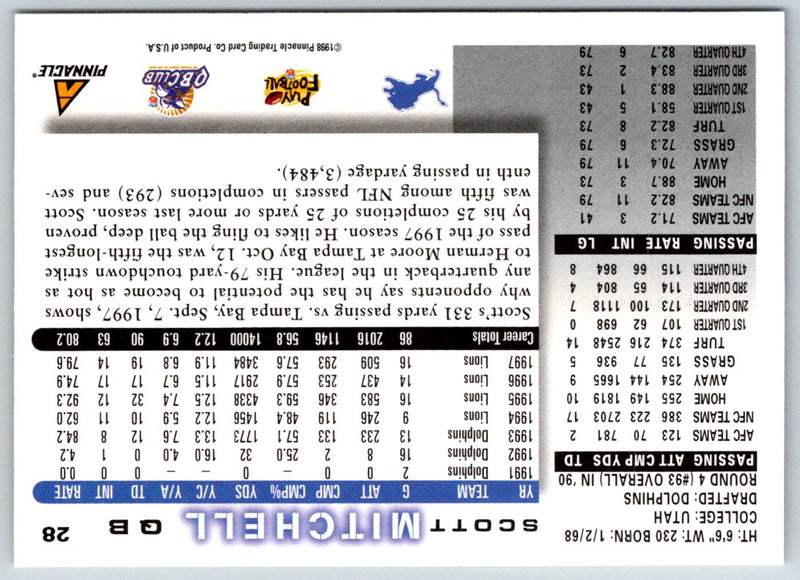 HT: 6'6" WT: 230 BORN: 1/2/68
COLLEGE: UTAH
DRAFTED: DOLPHINS
ROUND 4 (#93 OVERALL) IN '90
PASSING ATT CMP YDS TD
AFC TEAMS 123 70 781 2
NFC TEAMS 386 223 2703 17
HOME 255 149 1819 10
AWAY 254 144 1665 9
GRASS 135 77 936 5
TURF 374 216 2548 14
1ST QUARTER 107 62 698 0
2ND QUARTER 173 100 1118 7
3RD QUARTER 114 65 804 4
4TH QUARTER 115 66 864 8
PASSING RATE INT LG
AFC TEAMS 71.2 3 41
NFC TEAMS 82.2 11 79
HOME 88.7 3 73
AWAY 70.4 11 79
GRASS 72.3 6 79
TURF 82.2 8 73
1ST QUARTER 58.1 5 43
2ND QUARTER 88.3 1 43
3RD QUARTER 83.4 2 73
4TH QUARTER 82.7 6 79
SCOTT MITCHELL QB 28
YR TEAM G ATT CMP CMP% YDS Y/C Y/A TD INT RATE
1991 Dolphins 2 0 0 – 0 – – 0 0 0.0
1992 Dolphins 16 8 2 25.0 32 16.0 4.0 0 1 4.2
1993 Dolphins 13 233 133 57.1 1773 13.3 7.6 12 8 84.2
1994 Lions 9 246 119 48.4 1456 12.2 5.9 10 11 62.0
1995 Lions 16 583 346 59.3 4338 12.5 7.4 32 12 92.3
1996 Lions 14 437 253 57.9 2917 11.5 6.7 17 17 74.9
1997 Lions 16 509 293 57.6 3484 11.9 6.8 19 14 79.6
Career Totals 86 2016 1146 56.8 14000 12.2 6.9 90 63 80.2
Scott's 331 yards passing vs. Tampa Bay, Sept. 7, 1997, shows
why opponents say he has the potential to become as hot as
any quarterback in the league. His 79-yard touchdown strike
to Herman Moore at Tampa Bay Oct. 12, was the fifth-longest
pass of the 1997 season. He likes to fling the ball deep, proven
by his 25 completions of 25 yards or more last season. Scott
was fifth among NFL passers in completions (293) and sev-
enth in passing yardage (3,484).
PLAY
FOOTBALL
QB CLUB
PINNACLE
©1998 Pinnacle Trading Card Co. Product of U.S.A.